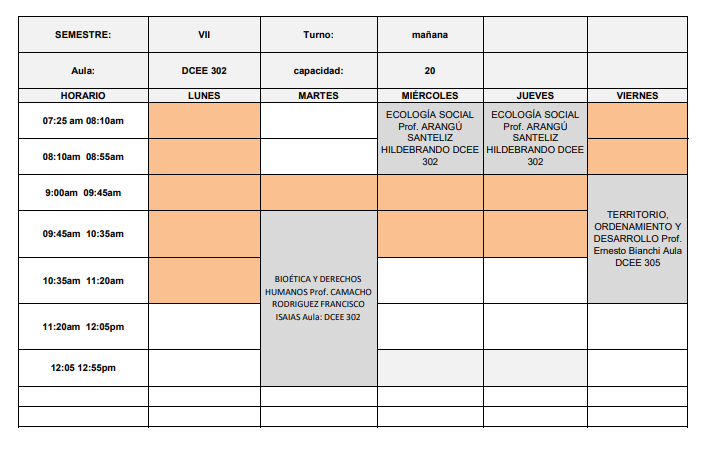 SEMESTRE: VII Turno: mañana
Aula: DCEE 302 capacidad: 20
HORARIO LUNES MARTES MIÉRCOLES JUEVES VIERNES
07:25 am 08:10am
ECOLOGÍA SOCIAL
Prof. ARANGÚ
SANTELIZ
HILDEBRANDO DCEE
302
ECOLOGÍA SOCIAL
Prof. ARANGÚ
SANTELIZ
HILDEBRANDO DCEE
302
08:10am 08:55am
9:00am 09:45am
TERRITORIO,
ORDENAMIENTO Y
DESARROLLO Prof.
Ernesto Bianchi Aula
DCEE 305
09:45am 10:35am
BIOÉTICA Y DERECHOS
HUMANOS Prof. CAMACHO
RODRIGUEZ FRANCISCO
ISAIAS Aula: DCEE 302
10:35am 11:20am
11:20am 12:05pm
12:05 12:55pm